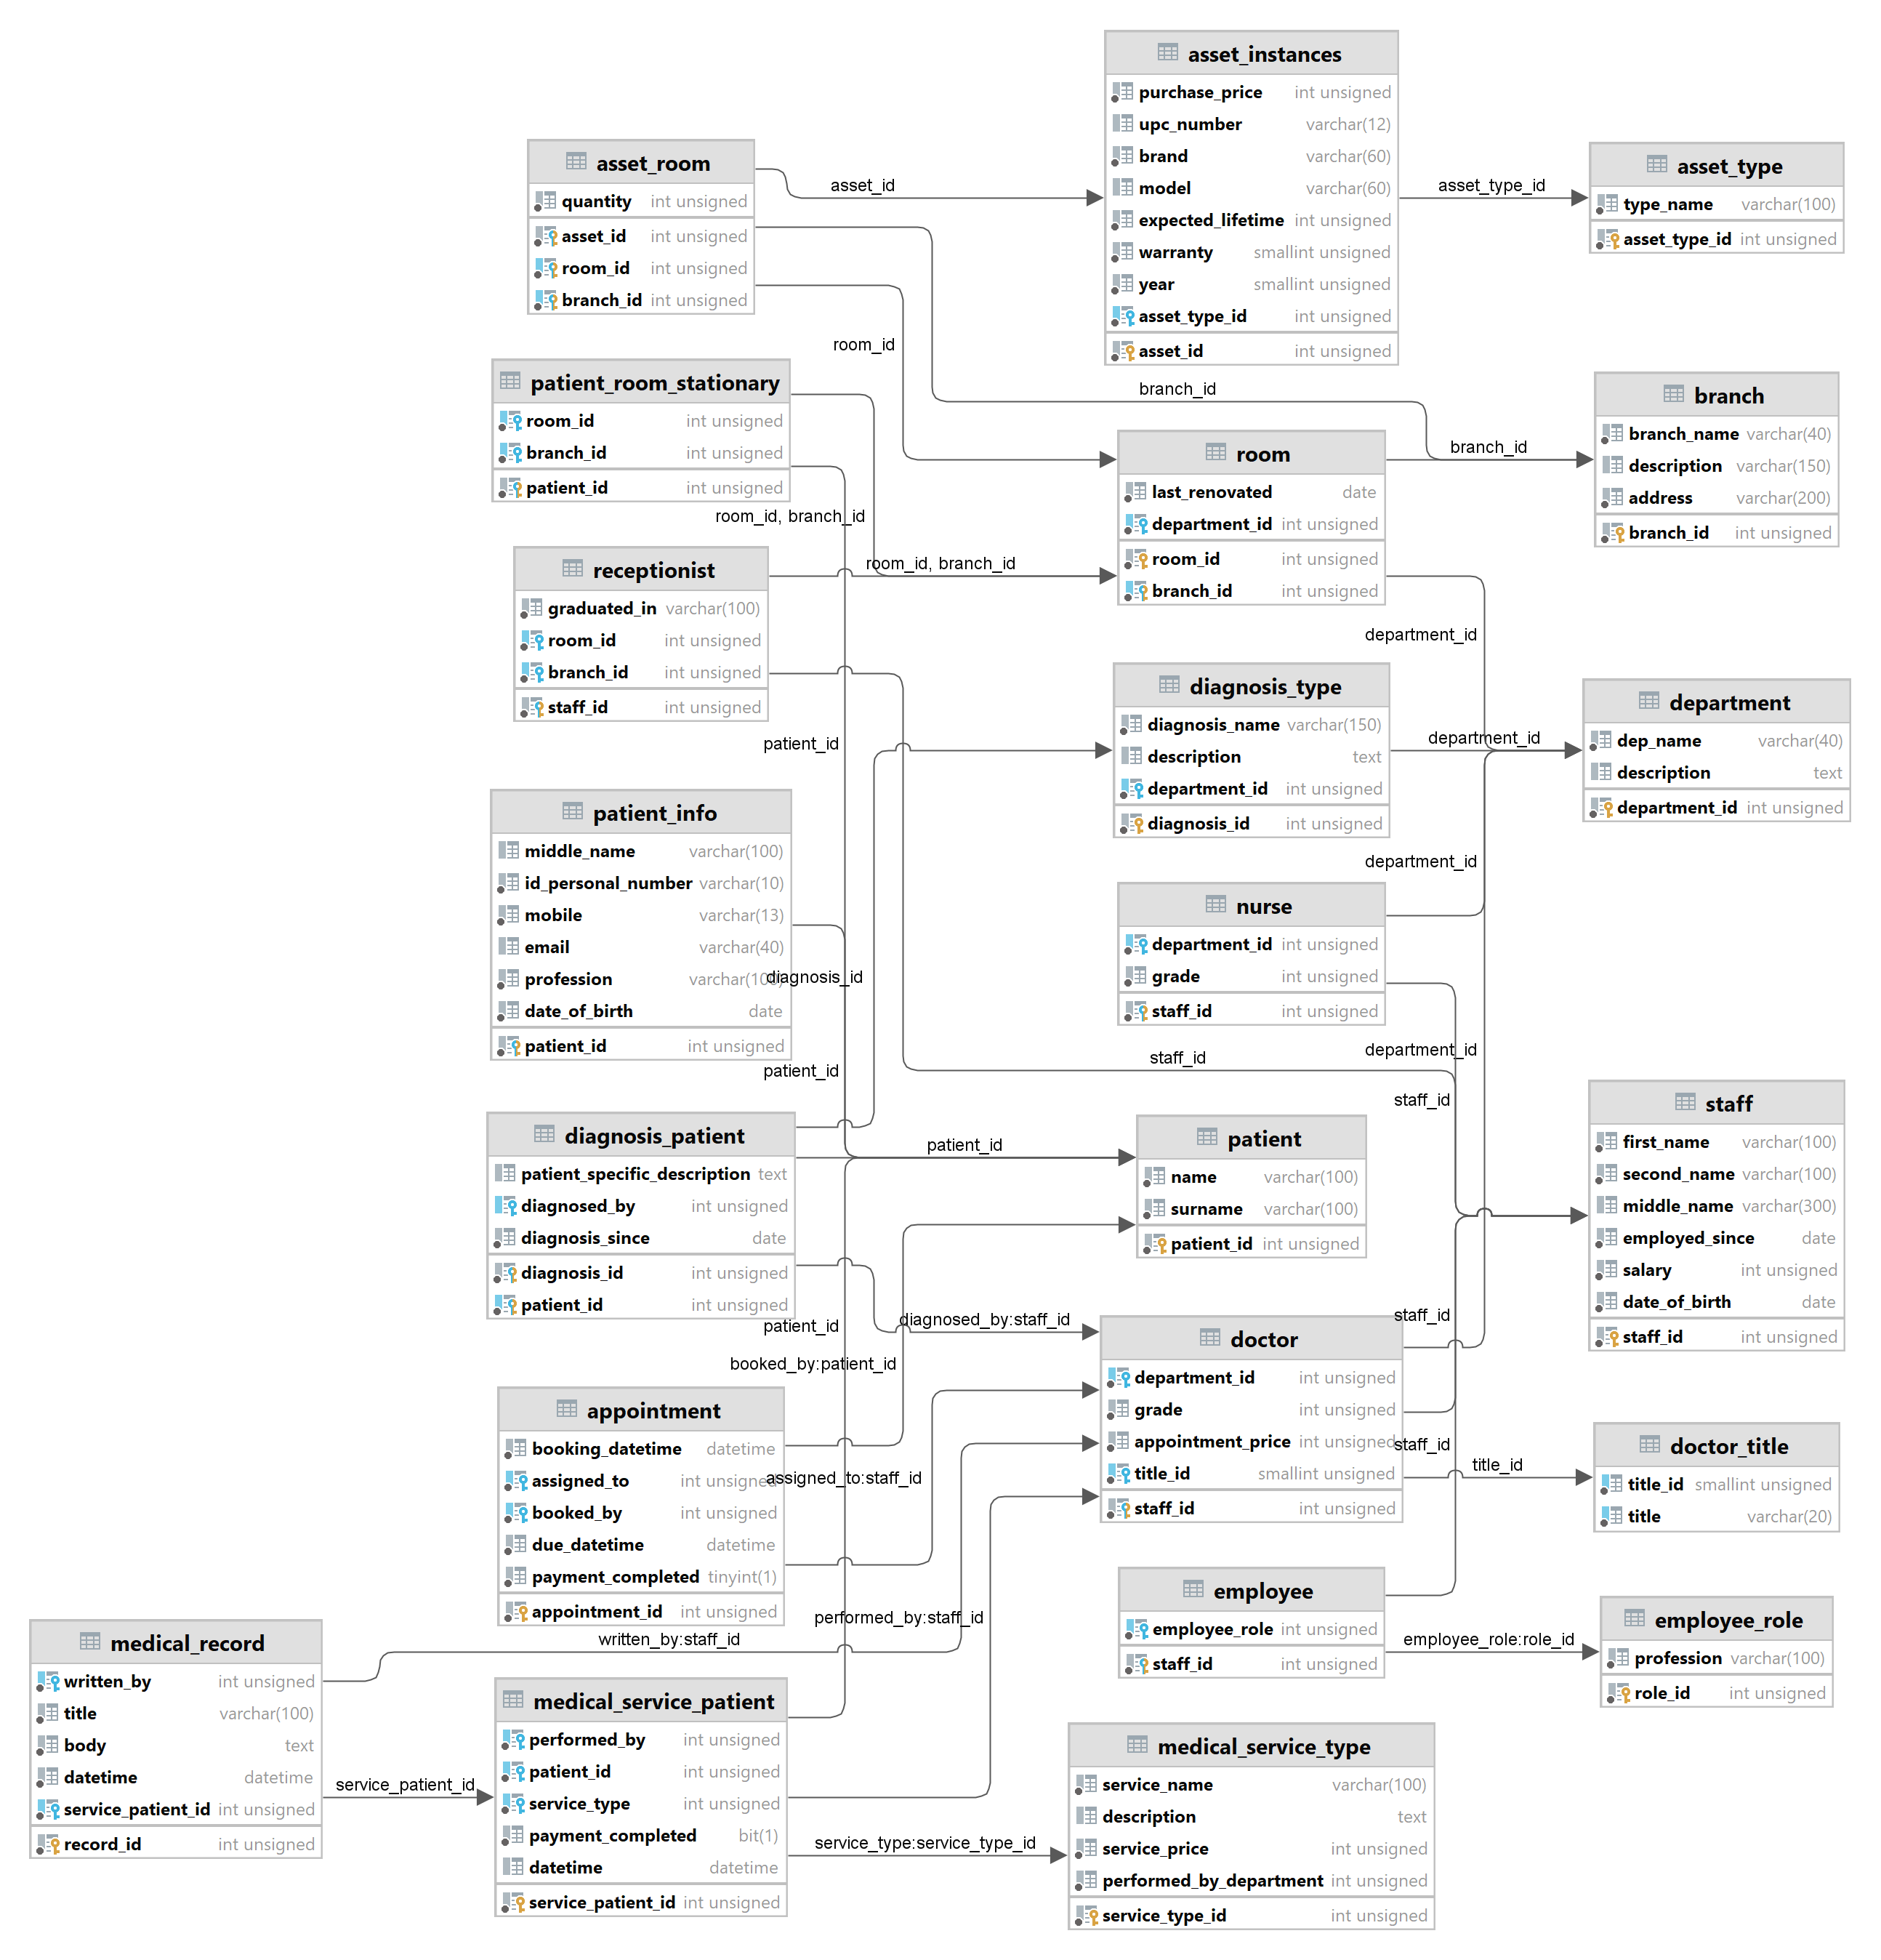 asset_instances
purchase_price int unsigned
upc_number varchar(12)
brand varchar(60)
model varchar(60)
expected_lifetime int unsigned
warranty smallint unsigned
year smallint unsigned
asset_type_id int unsigned
asset_id int unsigned
asset_room
quantity int unsigned
asset_id int unsigned
room_id int unsigned
branch_id int unsigned
asset_id
asset_type_id
asset_type
type_name varchar(100)
asset_type_id int unsigned
room_id
branch_id
patient_room_stationary
room_id int unsigned
branch_id int unsigned
patient_id int unsigned
room_id, branch_id
room
last_renovated date
department_id int unsigned
room_id int unsigned
branch_id int unsigned
branch_id
branch
branch_name varchar(40)
description varchar(150)
address varchar(200)
branch_id int unsigned
receptionist
graduated_in varchar(100)
room_id int unsigned
branch_id int unsigned
staff_id int unsigned
room_id, branch_id
department_id
patient_id
diagnosis_type
diagnosis_name varchar(150)
description text
department_id int unsigned
diagnosis_id int unsigned
department_id
department
dep_name varchar(40)
description text
department_id int unsigned
patient_info
middle_name varchar(100)
id_personal_number varchar(10)
mobile varchar(13)
email varchar(40)
profession varchar(100)
date_of_birth date
patient_id int unsigned
diagnosis_id
department_id
nurse
department_id int unsigned
grade int unsigned
staff_id int unsigned
patient_id
staff_id
department_id
staff_id
diagnosis_patient
patient_specific_description text
diagnosed_by int unsigned
diagnosis_since date
diagnosis_id int unsigned
patient_id int unsigned
patient_id
patient
name varchar(100)
surname varchar(100)
patient_id int unsigned
staff
first_name varchar(100)
second_name varchar(100)
middle_name varchar(300)
employed_since date
salary int unsigned
date_of_birth date
staff_id int unsigned
patient_id
diagnosed_by:staff_id
booked_by:patient_id
staff_id
doctor
department_id int unsigned
grade int unsigned
appointment_price int unsigned
title_id smallint unsigned
staff_id int unsigned
staff_id
title_id
doctor_title
title_id smallint unsigned
title varchar(20)
appointment
booking_datetime datetime
assigned_to int unsigned
booked_by int unsigned
due_datetime datetime
payment_completed tinyint(1)
appointment_id int unsigned
assigned_to:staff_id
performed_by:staff_id
written_by:staff_id
employee
employee_role int unsigned
staff_id int unsigned
employee_role:role_id
employee_role
profession varchar(100)
role_id int unsigned
medical_record
written_by int unsigned
title varchar(100)
body text
datetime datetime
service_patient_id int unsigned
record_id int unsigned
service_patient_id
medical_service_patient
performed_by int unsigned
patient_id int unsigned
service_type int unsigned
payment_completed bit(1)
datetime datetime
service_patient_id int unsigned
service_type:service_type_id
medical_service_type
service_name varchar(100)
description text
service_price int unsigned
performed_by_department int unsigned
service_type_id int unsigned